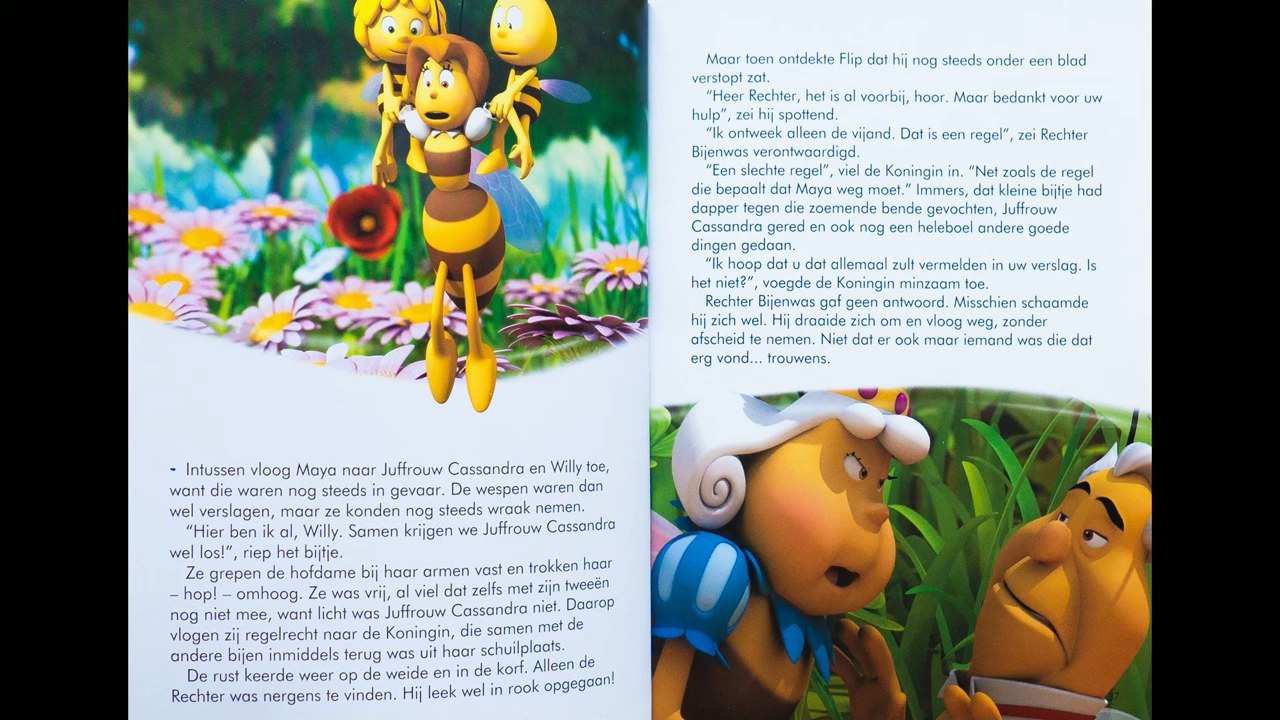 - Intussen vloog Maya naar Juffrouw Cassandra en Willy toe,
want die waren nog steeds in gevaar. De wespen waren dan
wel verslagen, maar ze konden nog steeds wraak nemen.
“Hier ben ik al, Willy. Samen krijgen we Juffrouw Cassandra
wel los!”, riep het bijtje.
Ze grepen de hofdame bij haar armen vast en trokken haar
– hop! – omhoog. Ze was vrij, al viel dat zelfs met zijn tweeën
nog niet mee, want licht was Juffrouw Cassandra niet. Daarop
vlogen zij regelrecht naar de Koningin, die samen met de
andere bijen inmiddels terug was uit haar schuilplaats.
De rust keerde weer op de weide en in de korf. Alleen de
Rechter was nergens te vinden. Hij leek wel in rook opgegaan!
Maar toen ontdekte Flip dat hij nog steeds onder een blad
verstopt zat.
“Heer Rechter, het is al voorbij, hoor. Maar bedankt voor uw
hulp”, zei hij spottend.
“Ik ontweek alleen de vijand. Dat is een regel”, zei Rechter
Bijenwas verontwaardigd.
“Een slechte regel”, viel de Koningin in. “Net zoals de regel
die bepaalt dat Maya weg moet.” Immers, dat kleine bijtje had
dapper tegen die zoemende bende gevochten, Juffrouw
Cassandra gered en ook nog een heleboel andere goede
dingen gedaan.
“Ik hoop dat u dat allemaal zult vermelden in uw verslag. Is
het niet?”, voegde de Koningin minzaam toe.
Rechter Bijenwas gaf geen antwoord. Misschien schaamde
hij zich wel. Hij draaide zich om en vloog weg, zonder
afscheid te nemen. Niet dat er ook maar iemand was die dat
erg vond... trouwens.